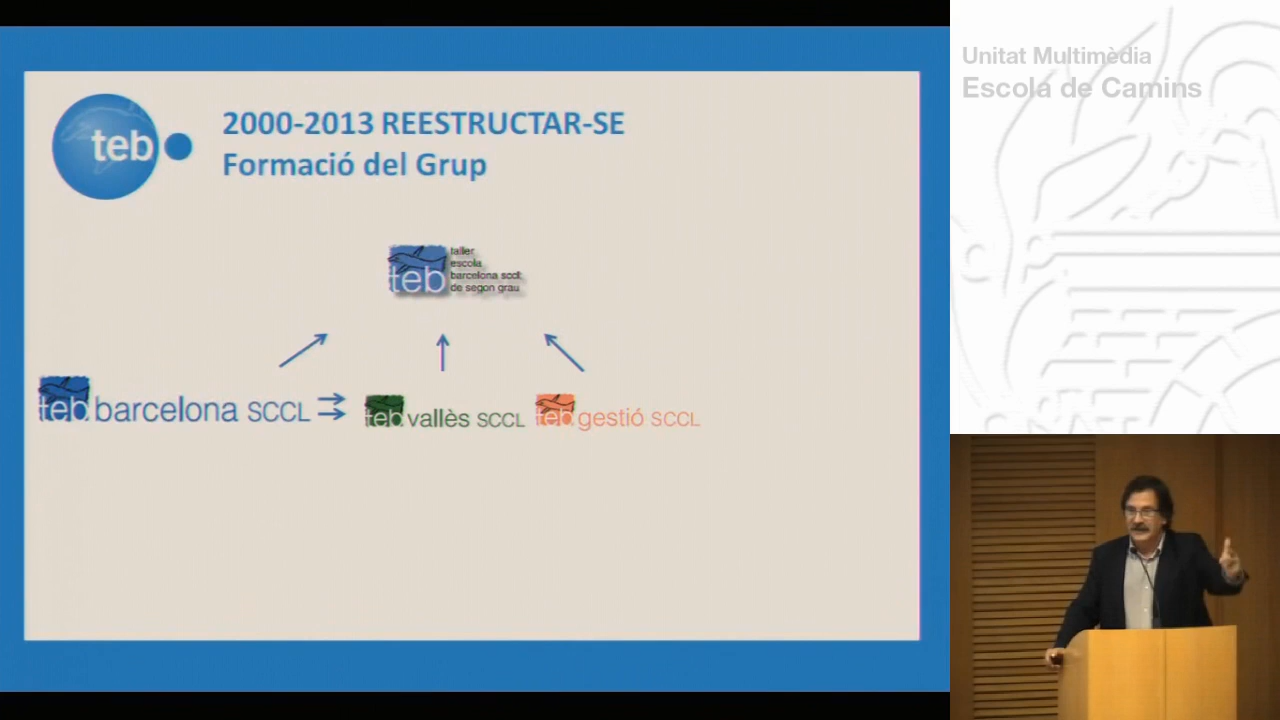 teb
2000-2013 REESTRUCTAR-SE
Formació del Grup
teb
taller
escola
barcelona sccl
de segon grau
teb barcelona SCCL
teb vallès SCCL
teb gestió SCCL
Unitat Multimèdia
Escola de Camins